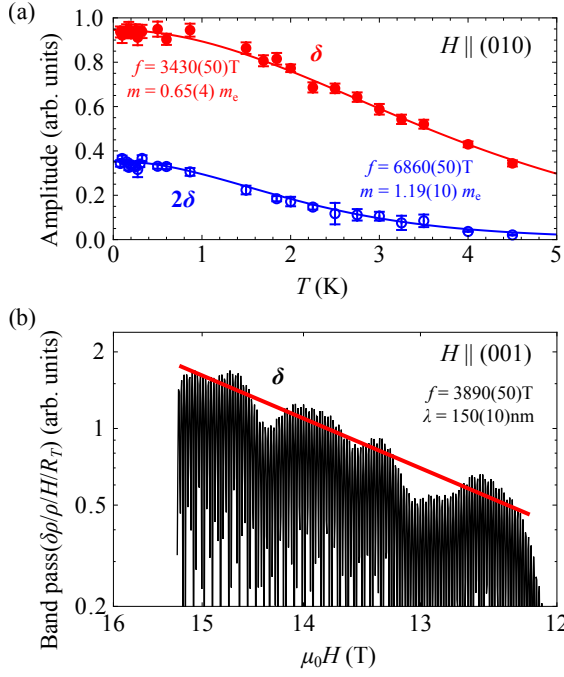 (a)
H || (010)
δ
f = 3430(50)T
m = 0.65(4) mₑ
f = 6860(50)T
m = 1.19(10) mₑ
2δ
Amplitude (arb. units)
1.0
0.8
0.6
0.4
0.2
0.0
0 1 2 3 4 5
T (K)
(b)
H || (001)
δ
f = 3890(50)T
λ = 150(10)nm
Band pass(δρ/ρ/H/R_T) (arb. units)
2
1
0.5
0.2
16 15 14 13 12
μ₀H (T)